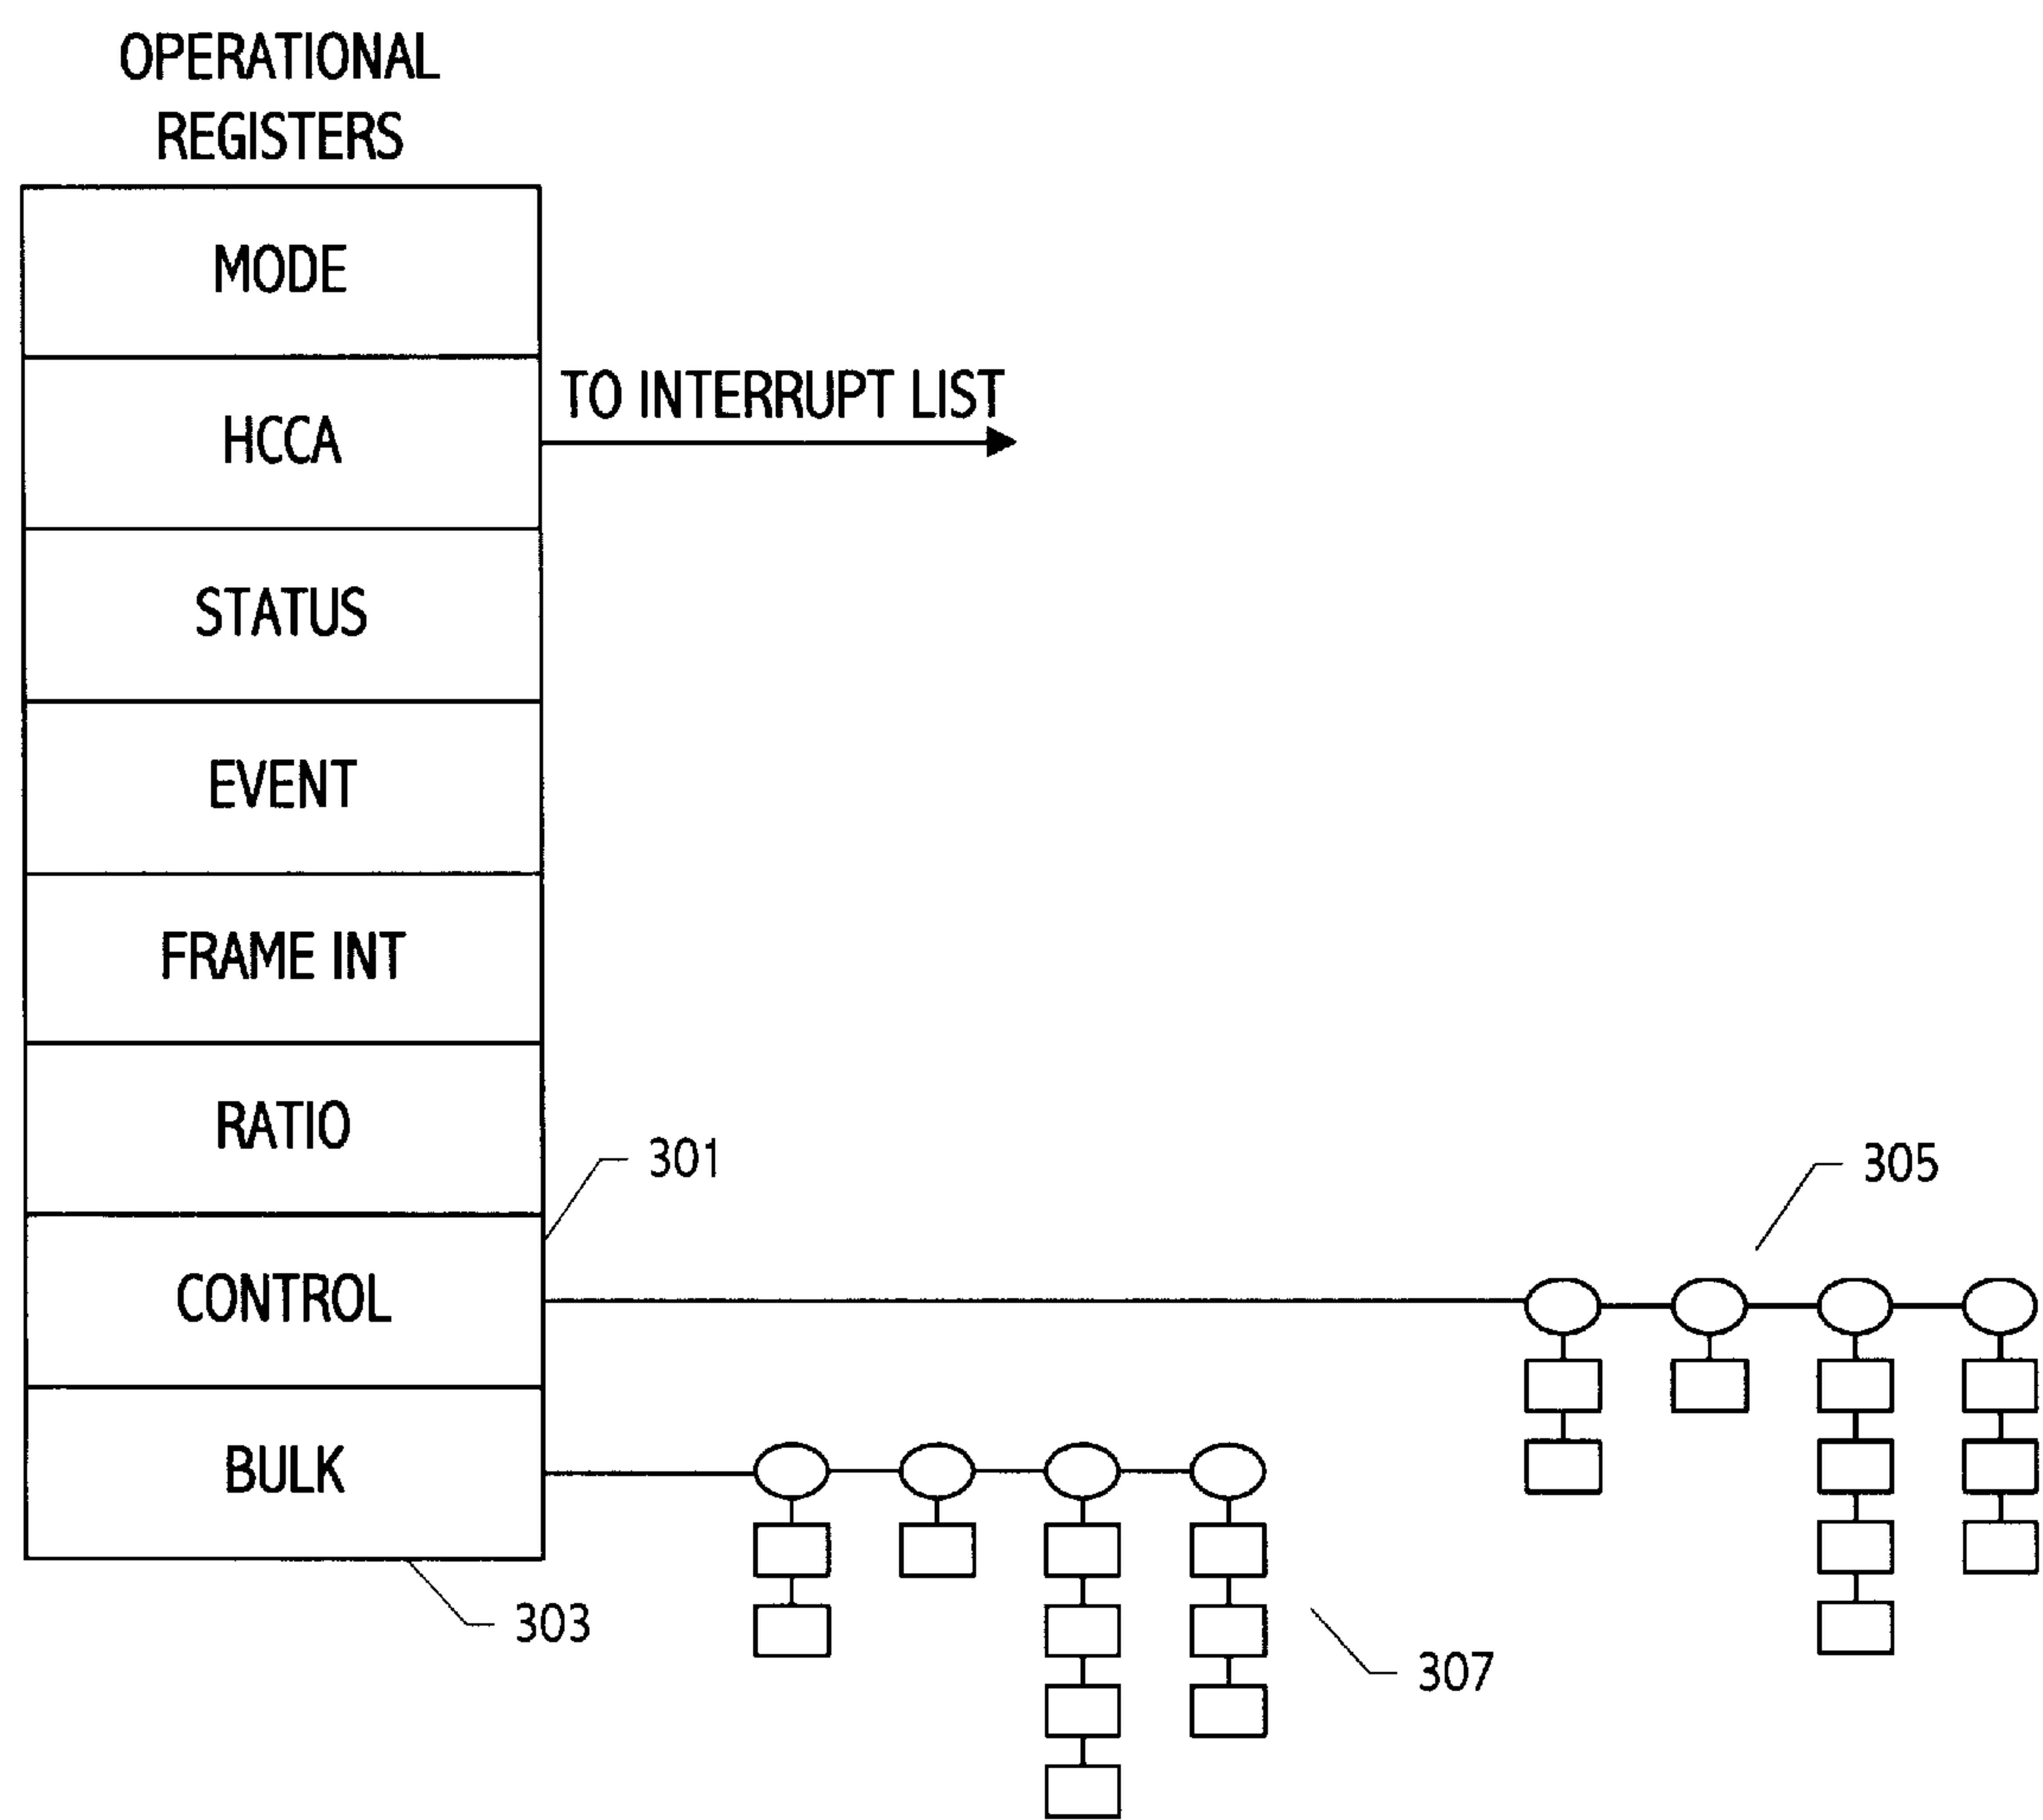 OPERATIONAL
REGISTERS
MODE
HCCA
TO INTERRUPT LIST
STATUS
EVENT
FRAME INT
RATIO
301
305
CONTROL
BULK
303
307